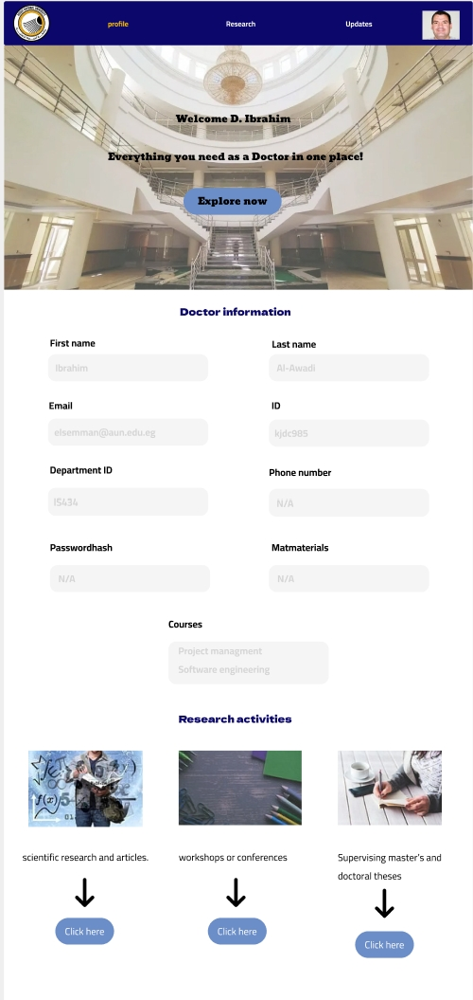 profile
Research
Updates
Welcome D. Ibrahim
Everything you need as a Doctor in one place!
Explore now
Doctor information
First name
Last name
Ibrahim
Al-Awadi
Email
ID
elsemman@aun.edu.eg
kjdc985
Department ID
Phone number
IS434
N/A
Passwordhash
Matmaterials
N/A
N/A
Courses
Project managment
Software engineering
Research activities
scientific research and articles.
workshops or conferences
Supervising master's and
doctoral theses
Click here
Click here
Click here